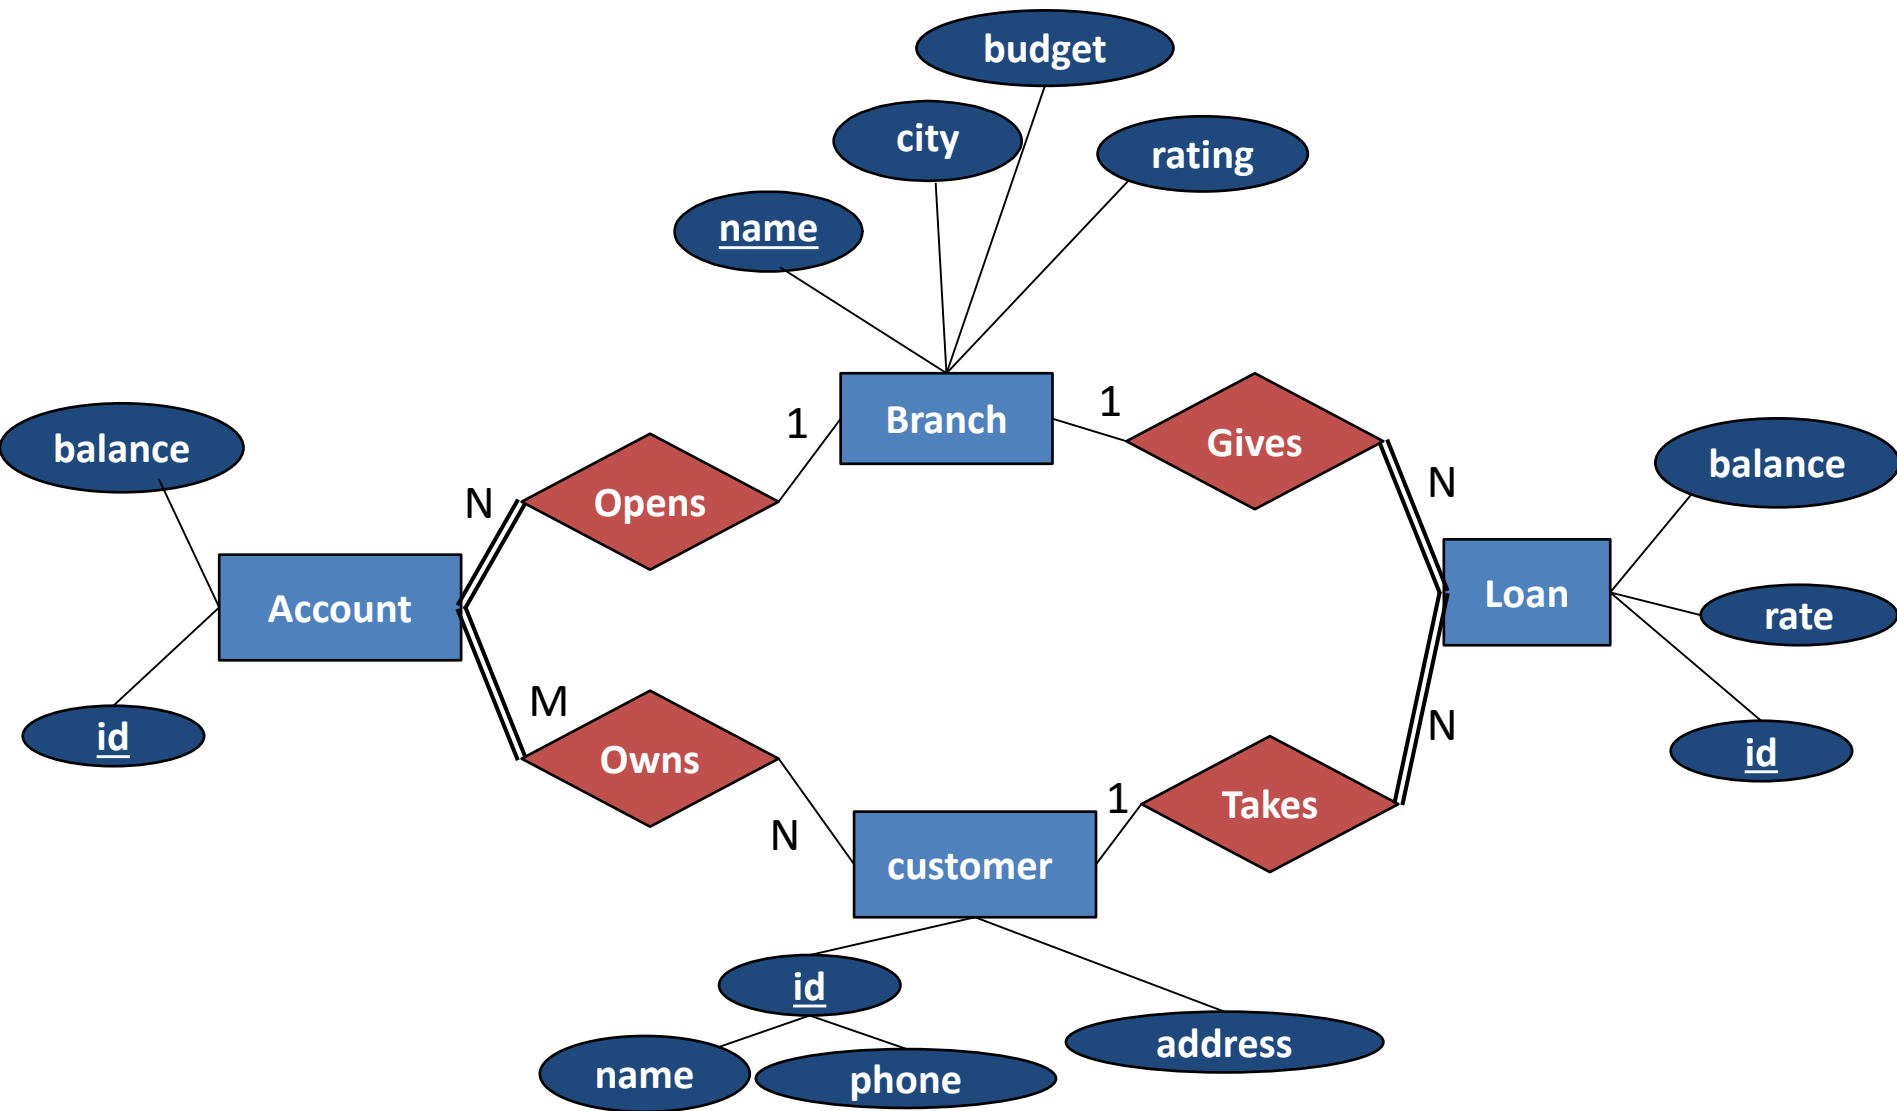 budget
city
rating
name
Branch
1
1
Gives
balance
Opens
N
N
balance
Account
Loan
rate
id
M
Owns
N
id
N
1
Takes
customer
id
name
phone
address